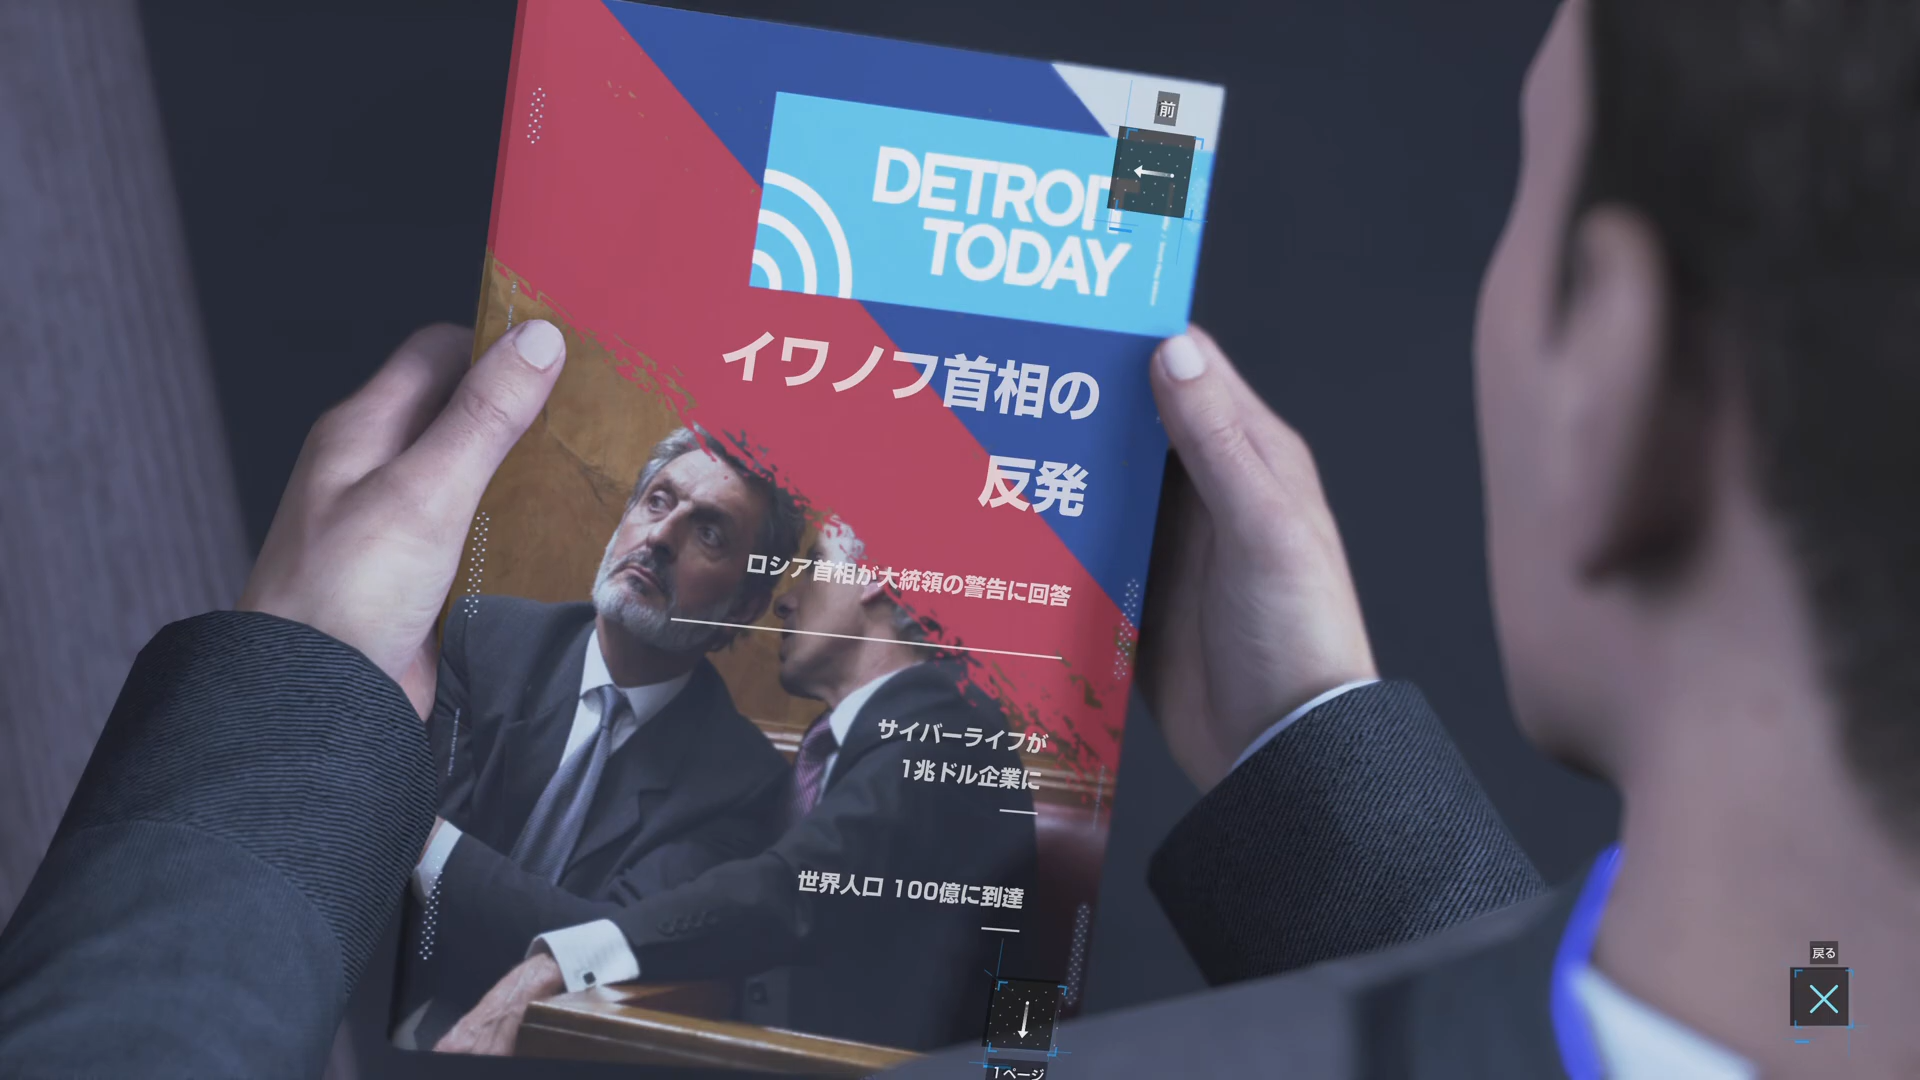 前
DETROIT
TODAY
イワノフ首相の
反発
ロシア首相が大統領の警告に回答
サイバーライフが
1兆ドル企業に
世界人口 100億に到達
戻る
1ページ